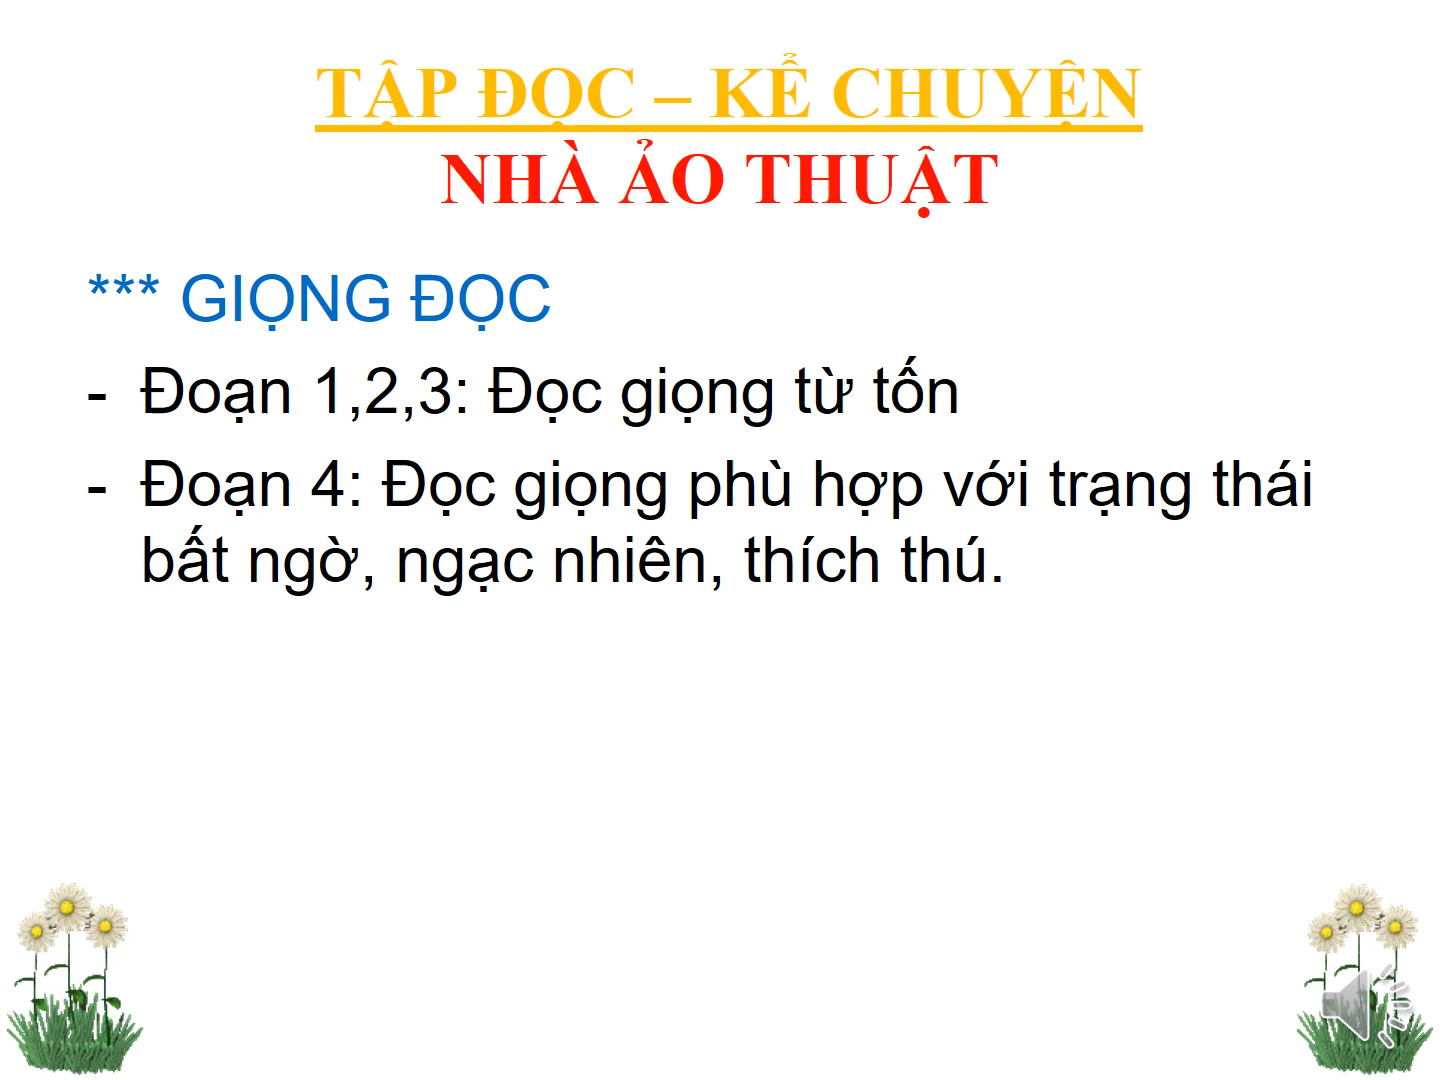 TẬP ĐỌC – KỂ CHUYỆN
NHÀ ẢO THUẬT
*** GIỌNG ĐỌC
- Đoạn 1,2,3: Đọc giọng từ tốn
- Đoạn 4: Đọc giọng phù hợp với trạng thái
bất ngờ, ngạc nhiên, thích thú.